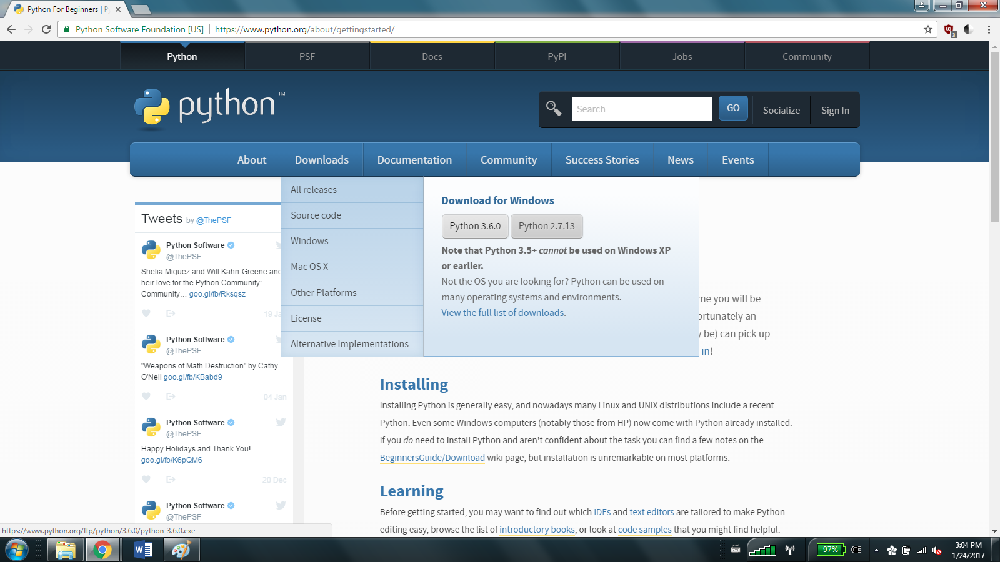 Python For Beginners | Py
Python Software Foundation [US]
https://www.python.org/about/gettingstarted/
3
Python
PSF
Docs
PyPI
Jobs
Community
python™
Search
GO
Socialize
Sign In
About
Downloads
Documentation
Community
Success Stories
News
Events
All releases
Source code
Windows
Mac OS X
Other Platforms
License
Alternative Implementations
Download for Windows
Python 3.6.0
Python 2.7.13
Note that Python 3.5+ cannot be used on Windows XP
or earlier.
Not the OS you are looking for? Python can be used on
many operating systems and environments.
View the full list of downloads.
Tweets by @ThePSF
Python Software
@ThePSF
Shelia Miguez and Will Kahn-Greene and
heir love for the Python Community:
Community… goo.gl/fb/Rksqsz
19 Ja
Python Software
@ThePSF
"Weapons of Math Destruction" by Cathy
O'Neil goo.gl/fb/KBabd9
04 Jan
Python Software
@ThePSF
Happy Holidays and Thank You!
goo.gl/fb/K6pQM6
20 Dec
Python Software
@ThePSF
me you will be
ortunately an
be) can pick up
in!
Installing
Installing Python is generally easy, and nowadays many Linux and UNIX distributions include a recent
Python. Even some Windows computers (notably those from HP) now come with Python already installed.
If you do need to install Python and aren't confident about the task you can find a few notes on the
BeginnersGuide/Download wiki page, but installation is unremarkable on most platforms.
Learning
Before getting started, you may want to find out which IDEs and text editors are tailored to make Python
editing easy, browse the list of introductory books, or look at code samples that you might find helpful.
https://www.python.org/ftp/python/3.6.0/python-3.6.0.exe
97%
3:04 PM
1/24/2017